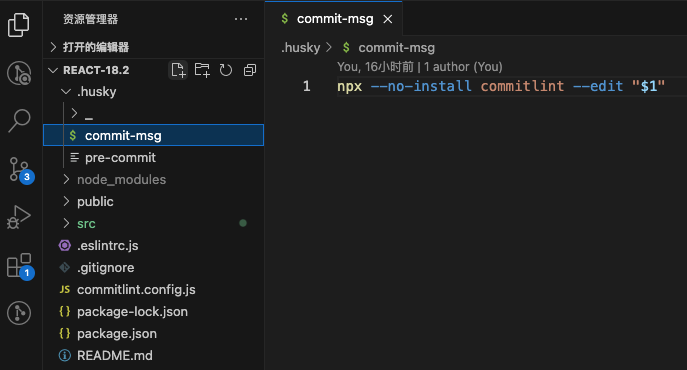 资源管理器
打开的编辑器
REACT-18.2
.husky
_
$ commit-msg
pre-commit
node_modules
public
src
.eslintrc.js
.gitignore
JS commitlint.config.js
{} package-lock.json
{} package.json
README.md
3
1
$ commit-msg
.husky > $ commit-msg
You, 16小时前 | 1 author (You)
1 npx --no-install commitlint --edit "$1"